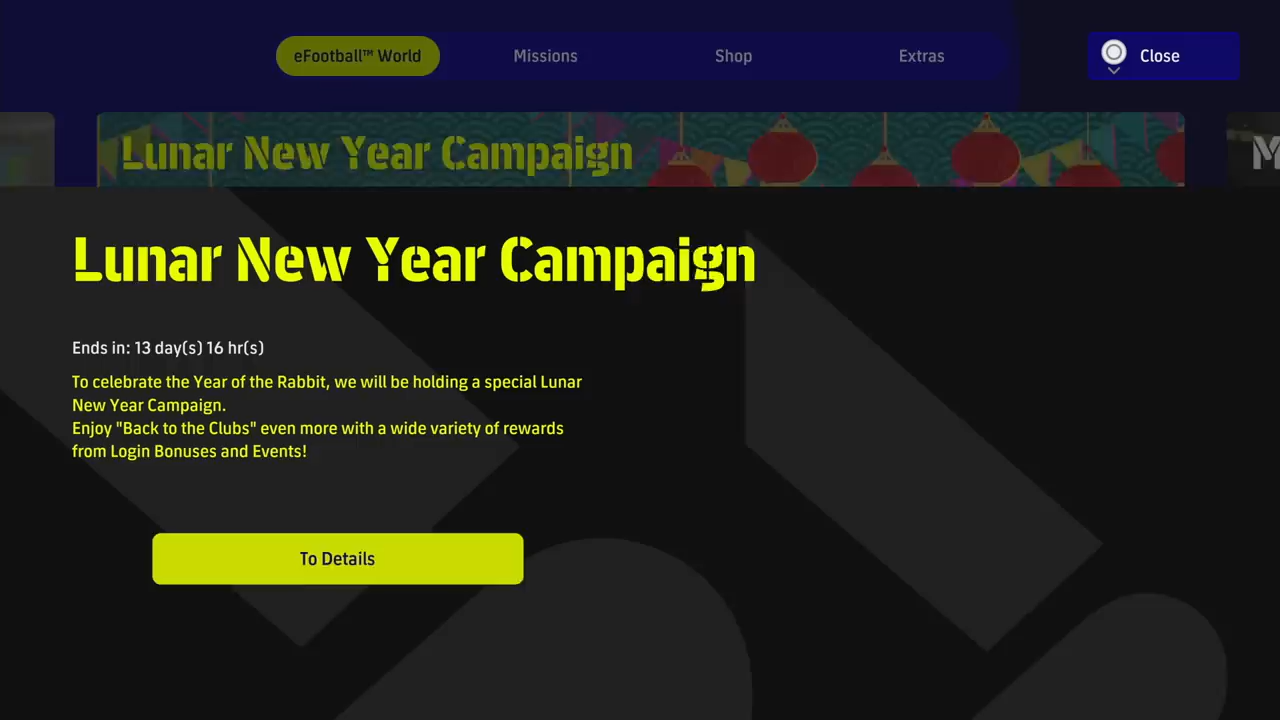 eFootball™ World
Missions
Shop
Extras
Close
Lunar New Year Campaign
Lunar New Year Campaign
Ends in: 13 day(s) 16 hr(s)
To celebrate the Year of the Rabbit, we will be holding a special Lunar
New Year Campaign.
Enjoy "Back to the Clubs" even more with a wide variety of rewards
from Login Bonuses and Events!
To Details